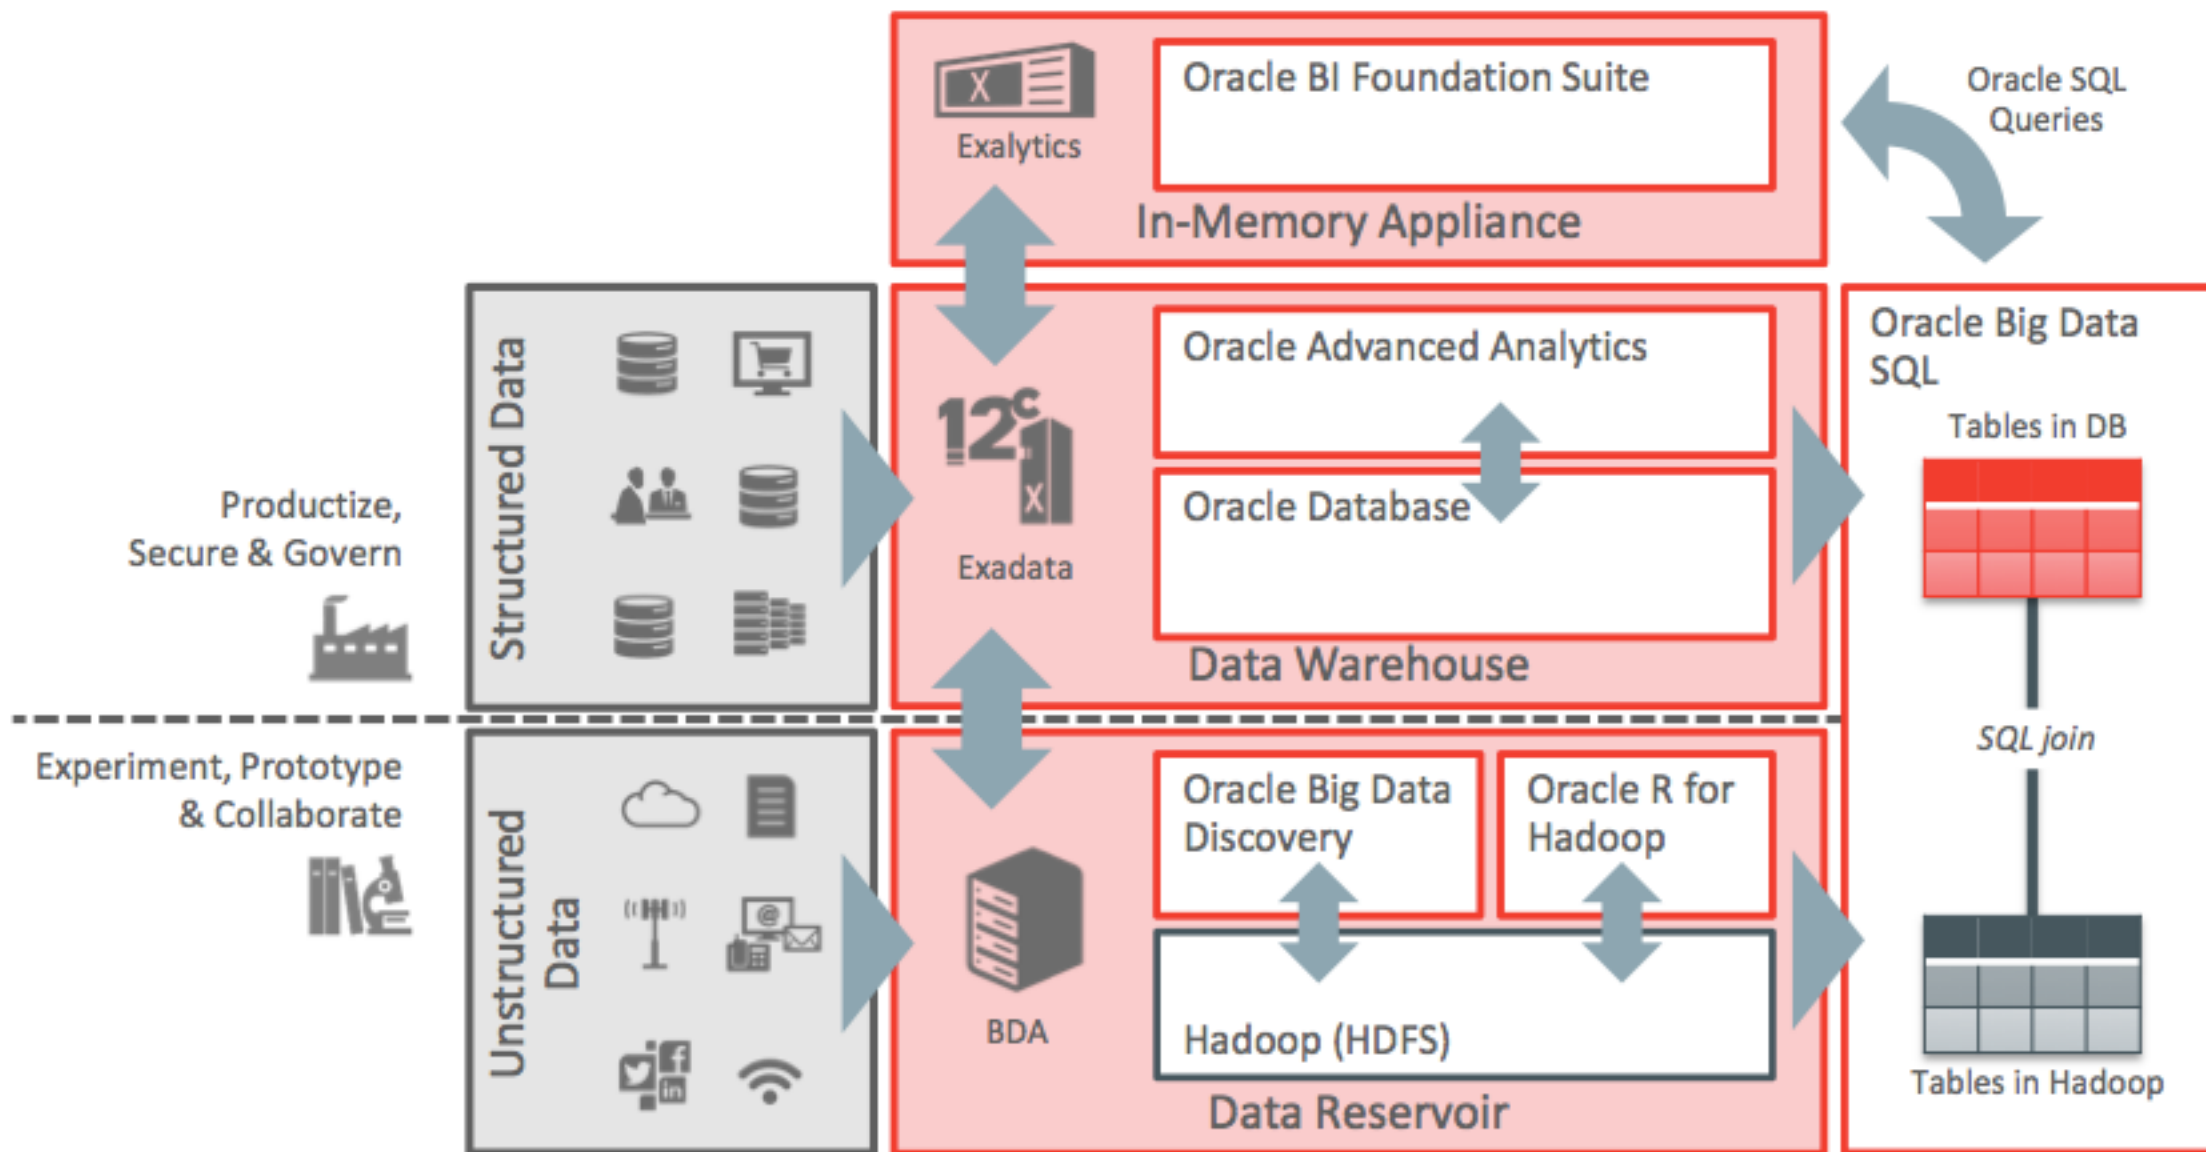 Oracle BI Foundation Suite
Exalytics
In-Memory Appliance
Oracle SQL
Queries
Productize,
Secure & Govern
Structured Data
12c
X
Exadata
Oracle Advanced Analytics
Oracle Database
Data Warehouse
Oracle Big Data
SQL
Tables in DB
SQL join
Tables in Hadoop
Experiment, Prototype
& Collaborate
Unstructured
Data
@
f
in
BDA
Oracle Big Data
Discovery
Oracle R for
Hadoop
Hadoop (HDFS)
Data Reservoir
X